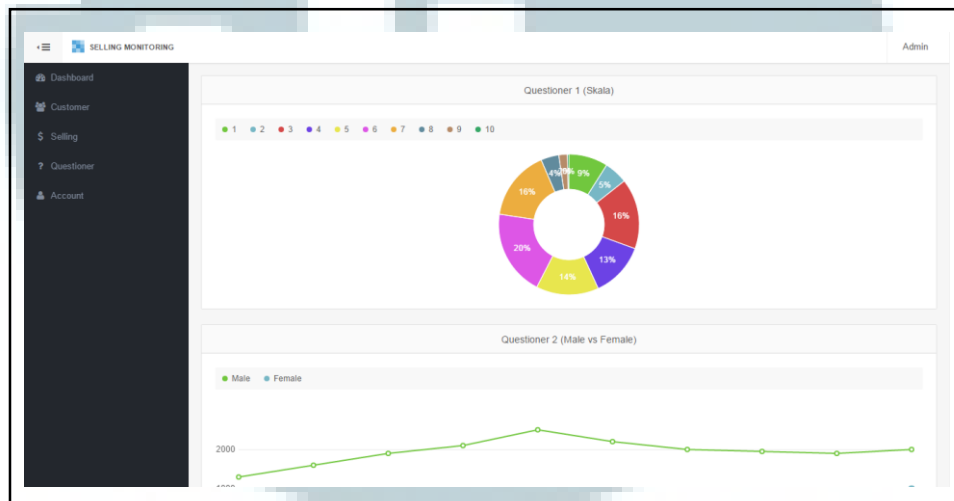 SELLING MONITORING
Admin
Dashboard
Customer
Selling
Questioner
Account
Questioner 1 (Skala)
1 2 3 4 5 6 7 8 9 10
9%
5%
16%
13%
14%
20%
16%
4%
Questioner 2 (Male vs Female)
Male Female
2000